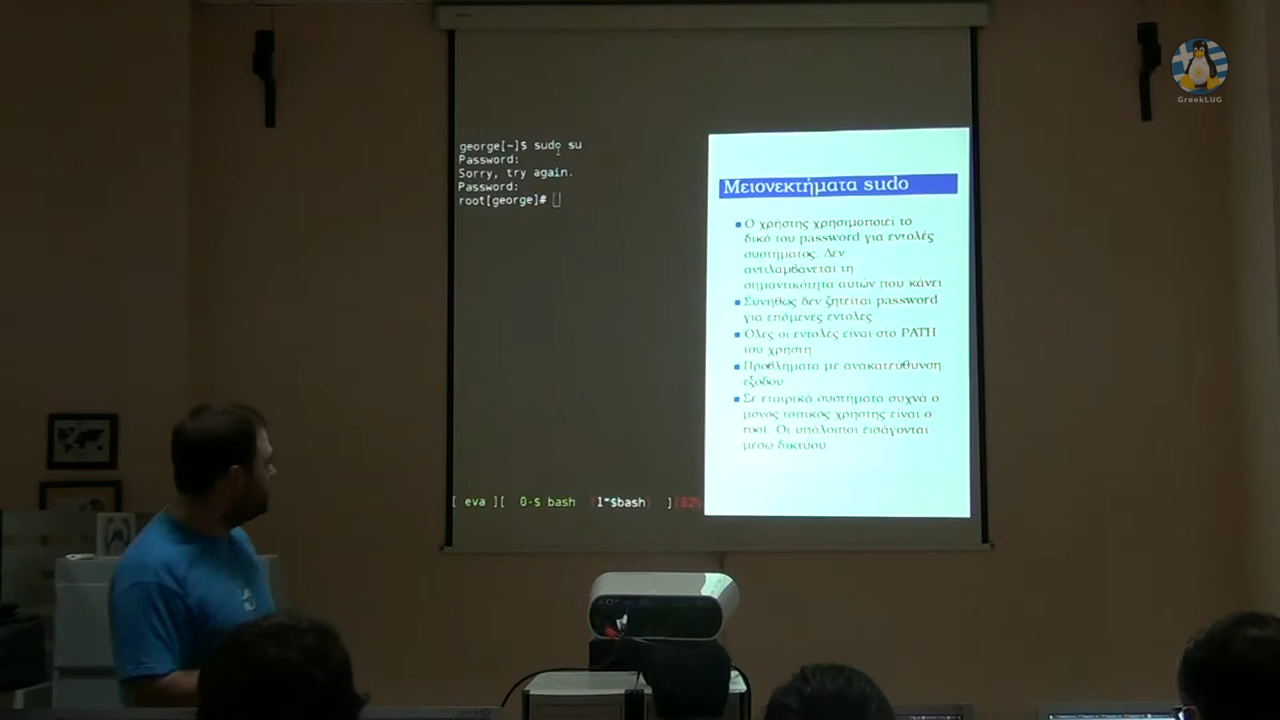 GreekLUG
george[~]$ sudo su
Password:
Sorry, try again.
Password:
root[george]#
[ eva ][ 0-$ bash (1*$bash) ][82%
Μειονεκτήματα sudo
Ο χρήστης χρησιμοποιεί το
δικό του password για εντολές
συστήματος. Δεν
αντιλαμβάνεται τη
σημαντικότητα αυτών που κάνει
Συνήθως δεν ζητείται password
για επόμενες εντολές
Όλες οι εντολές είναι στο PATH
του χρήστη
Προβλήματα με ανακατεύθυνση
εξόδου
Σε εταιρικά συστήματα συχνά ο
μόνος τοπικός χρήστης είναι ο
root. Οι υπόλοιποι εισάγονται
μέσω δικτύου